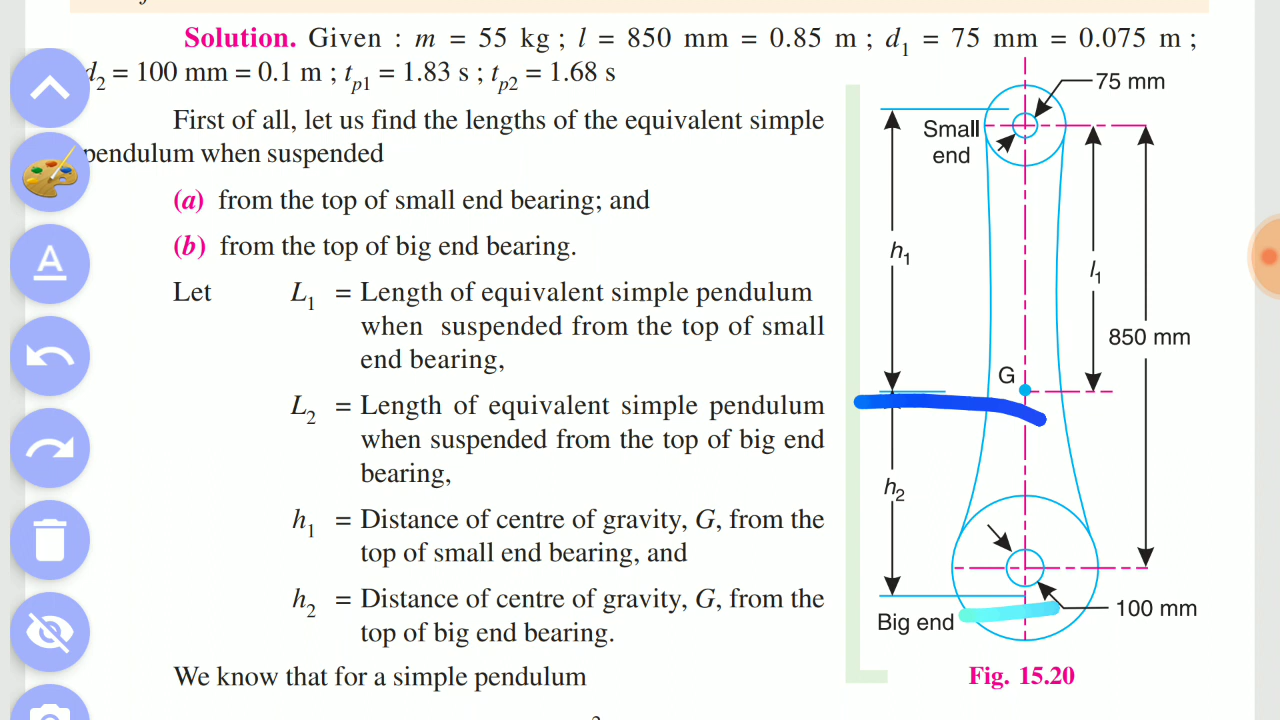 Solution. Given : m = 55 kg ; l = 850 mm = 0.85 m ; d1 = 75 mm = 0.075 m ;
d2 = 100 mm = 0.1 m ; tp1 = 1.83 s ; tp2 = 1.68 s
First of all, let us find the lengths of the equivalent simple
pendulum when suspended
(a) from the top of small end bearing; and
(b) from the top of big end bearing.
Let L1 = Length of equivalent simple pendulum
when suspended from the top of small
end bearing,
L2 = Length of equivalent simple pendulum
when suspended from the top of big end
bearing,
h1 = Distance of centre of gravity, G, from the
top of small end bearing, and
h2 = Distance of centre of gravity, G, from the
top of big end bearing.
We know that for a simple pendulum
75 mm
Small
end
h1
l1
850 mm
G
h2
100 mm
Big end
Fig. 15.20
A